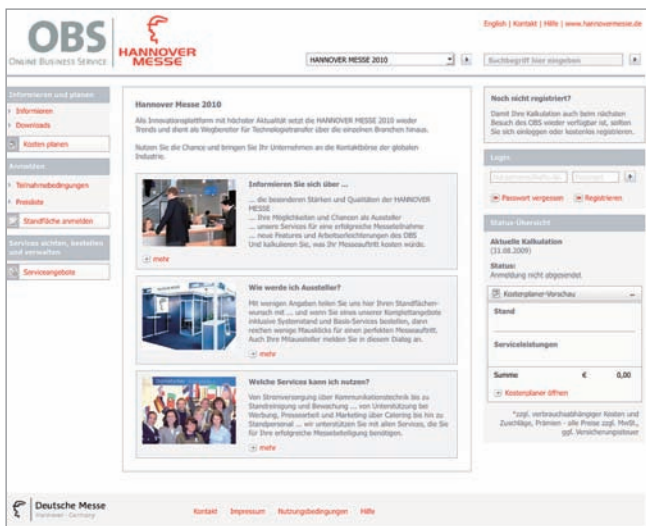 English | Kontakt | Hilfe | www.hannovermesse.de
OBS
ONLINE BUSINESS SERVICE
HANNOVER
MESSE
HANNOVER MESSE 2010
Suchbegriff hier eingeben
Informieren und planen
Informieren
Downloads
Kosten planen
Anmelden
Teilnahmebedingungen
Preisliste
Standfläche anmelden
Services sichten, bestellen
und verwalten
Serviceangebote
Hannover Messe 2010
Als Innovationsplattform mit höchster Aktualität setzt die HANNOVER MESSE 2010 wieder
Trends und dient als Wegbereiter für Technologietransfer über die einzelnen Branchen hinaus.
Nutzen Sie die Chance und bringen Sie Ihr Unternehmen an die Kontaktbörse der globalen
Industrie.
Informieren Sie sich über ...
... die besonderen Stärken und Qualitäten der HANNOVER
MESSE
... Ihre Möglichkeiten und Chancen als Aussteller
... unsere Services für eine erfolgreiche Messeteilnahme
... neue Features und Arbeitserleichterungen des OBS
Und kalkulieren Sie, was Ihr Messeauftritt kosten würde.
mehr
Wie werde ich Aussteller?
Mit wenigen Angaben teilen Sie uns hier Ihren Standflächen-
wunsch mit ... und wenn Sie eines unserer Komplettangebote
inklusive Systemstand und Basis-Services bestellen, dann
reichen wenige Mausklicks für einen perfekten Messeauftritt.
Auch Ihre Mitaussteller melden Sie in diesem Dialog an.
mehr
Welche Services kann ich nutzen?
Von Stromversorgung über Kommunikationstechnik bis zu
Standreinigung und Bewachung ... von Unterstützung bei
Werbung, Pressearbeit und Marketing über Catering bis hin zu
Standpersonal ... wir unterstützen Sie mit allen Services, die Sie
für Ihre erfolgreiche Messebeteiligung benötigen.
mehr
Noch nicht registriert?
Damit Ihre Kalkulation auch beim nächsten
Besuch des OBS wieder verfügbar ist, sollten
Sie sich einloggen oder kostenlos registrieren.
Login
Passwort
Passwort vergessen
Registrieren
Status-Übersicht
Aktuelle Kalkulation
(31.08.2009)
Status:
Anmeldung nicht abgesendet
Kostenplaner-Vorschau
Stand
Serviceleistungen
Summe € 0,00
Kostenplaner öffnen
*zzgl. verbrauchsabhängiger Kosten und
Zuschläge, Prämien - alle Preise zzgl. MwSt.,
ggf. Versicherungssteuer
Deutsche Messe
Hannover · Germany
Kontakt Impressum Nutzungsbedingungen Hilfe